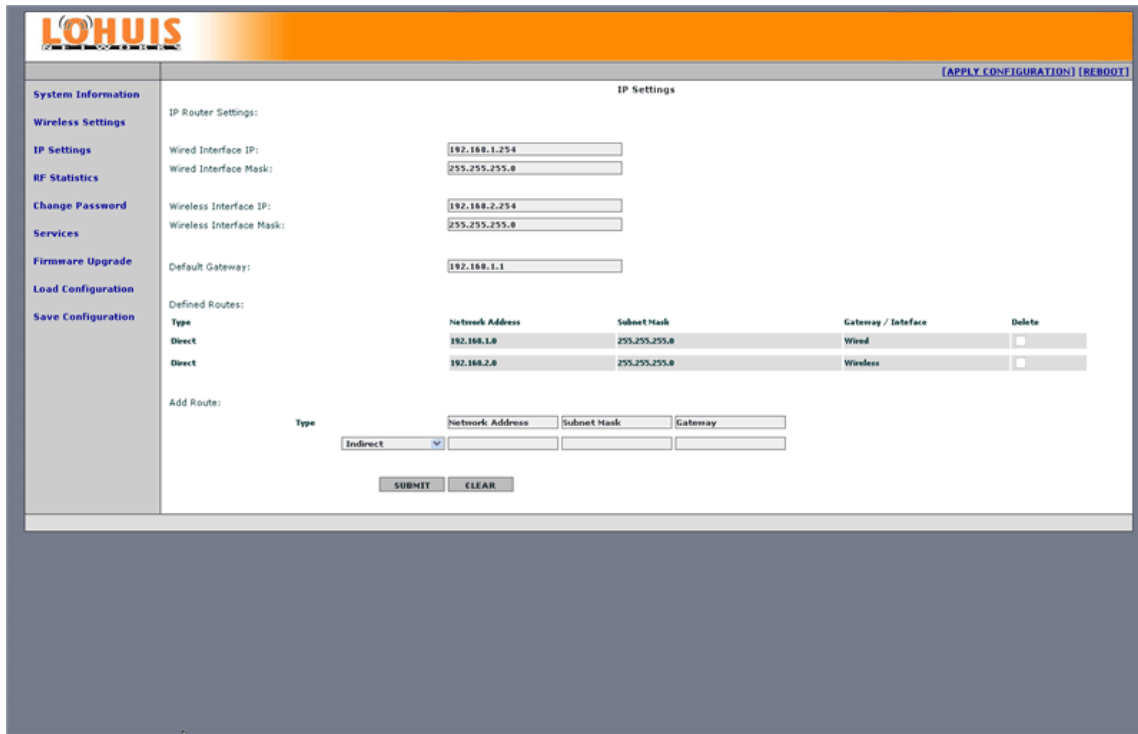 LOHUIS
NETWORKS
[APPLY CONFIGURATION] [REBOOT]
System Information
Wireless Settings
IP Settings
RF Statistics
Change Password
Services
Firmware Upgrade
Load Configuration
Save Configuration
IP Settings
IP Router Settings:
Wired Interface IP: 192.168.1.254
Wired Interface Mask: 255.255.255.0
Wireless Interface IP: 192.168.2.254
Wireless Interface Mask: 255.255.255.0
Default Gateway: 192.168.1.1
Defined Routes:
Type Network Address Subnet Mask Gateway / Inteface Delete
Direct 192.168.1.0 255.255.255.0 Wired
Direct 192.168.2.0 255.255.255.0 Wireless
Add Route:
Type Network Address Subnet Mask Gateway
Indirect
SUBMIT CLEAR